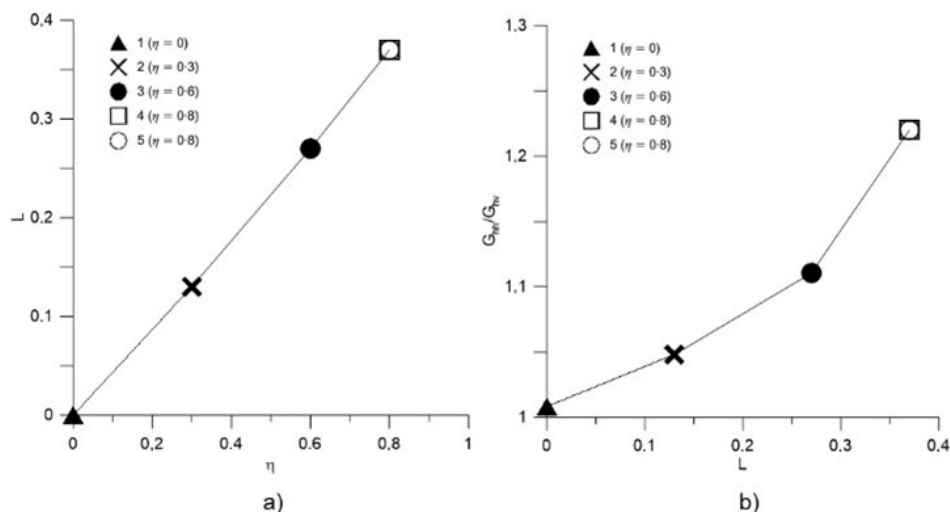 0,4
0.3
0,2
0.1
0
L
1 (η = 0)
2 (η = 0·3)
3 (η = 0·6)
4 (η = 0·8)
5 (η = 0·8)
0 0,2 0,4 0.6 0.8 1
η
a)
1,3
1,2
1,1
1
Ghh/Ghv
1 (η = 0)
2 (η = 0·3)
3 (η = 0·6)
4 (η = 0·8)
5 (η = 0·8)
0 0.1 0.2 0.3 0.4
L
b)